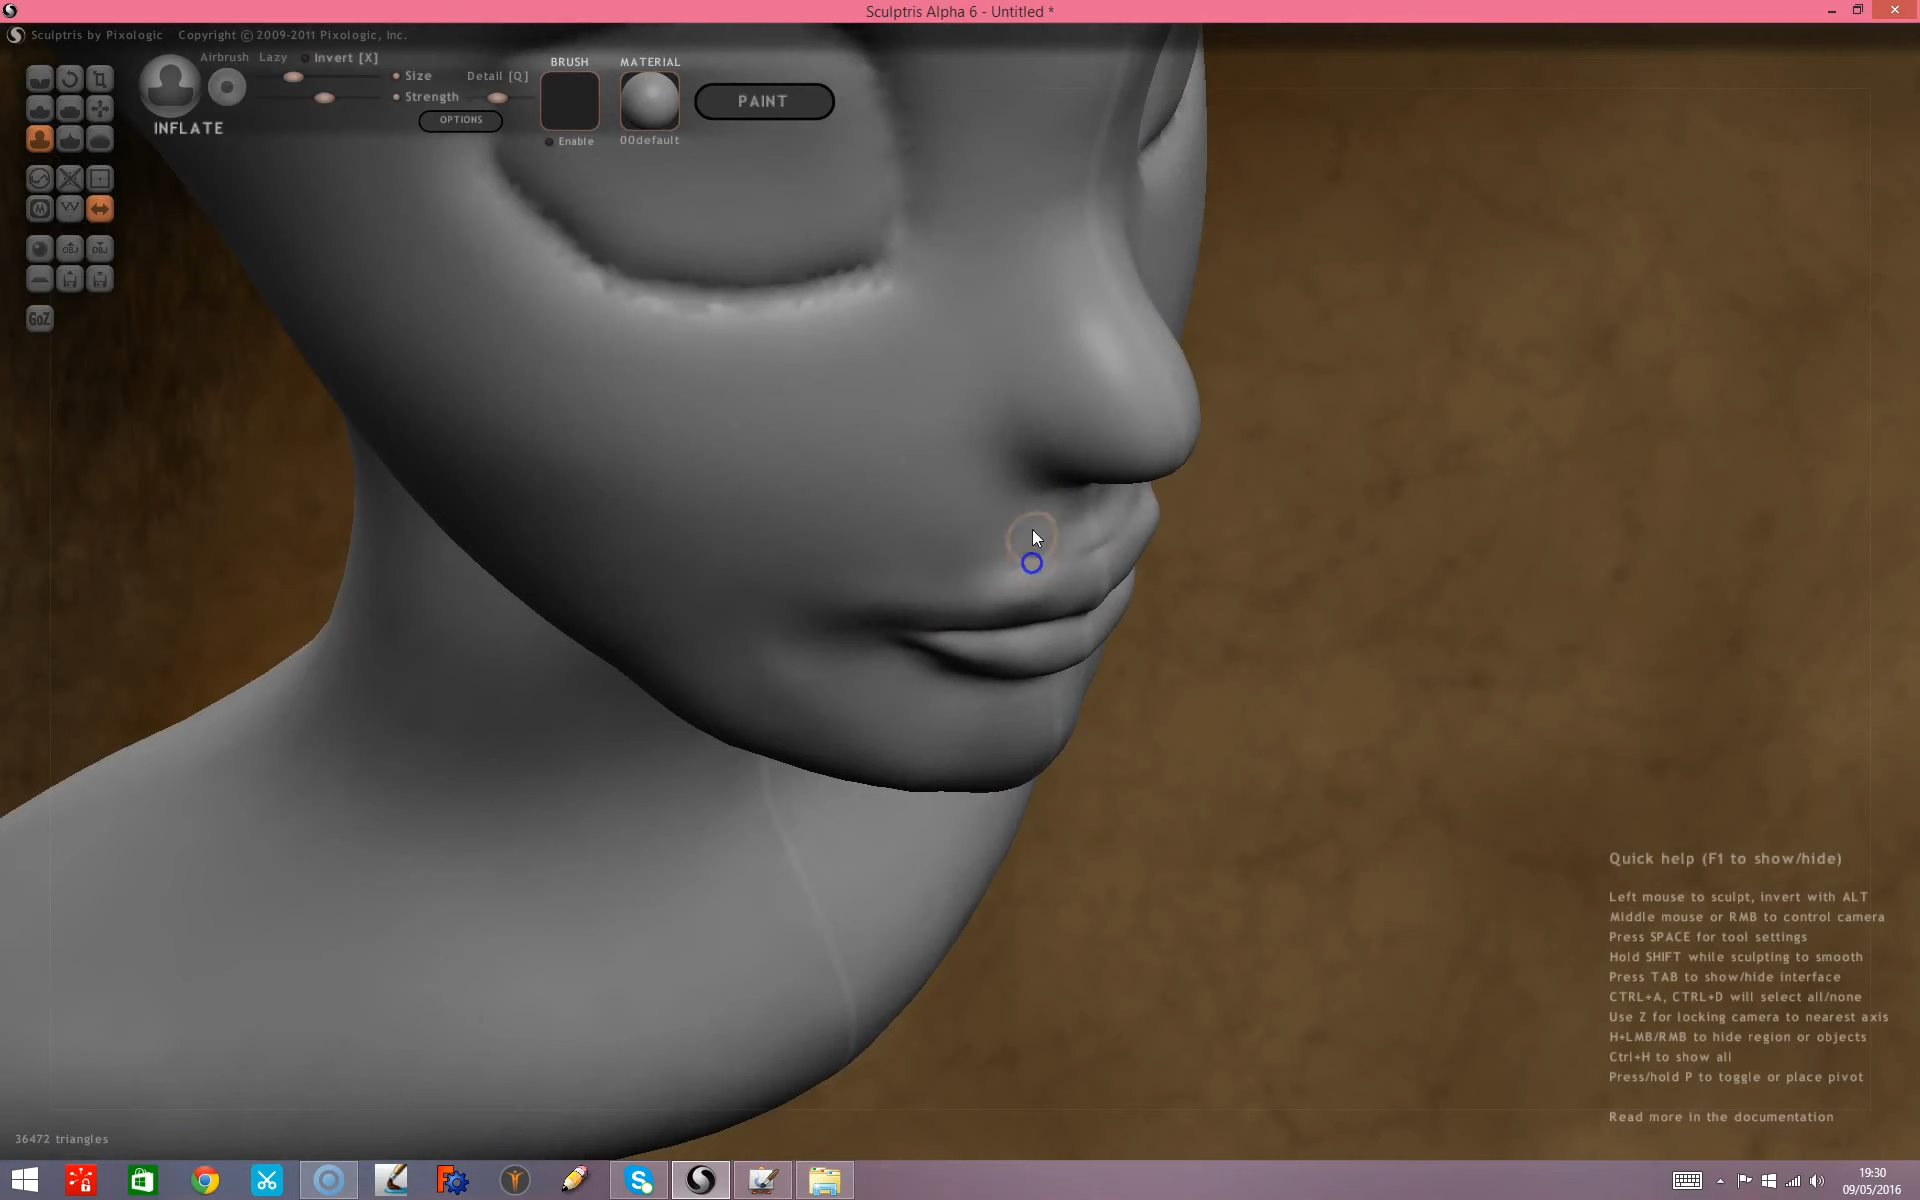 Sculptris Alpha 6 - Untitled *
Sculptris by Pixologic Copyright © 2009-2011 Pixologic, Inc.
Airbrush Lazy Invert [X]
Size Detail [Q]
Strength
OPTIONS
INFLATE
BRUSH
Enable
MATERIAL
00default
PAINT
OBJ OBJ
GoZ
Quick help (F1 to show/hide)
Left mouse to sculpt, invert with ALT
Middle mouse or RMB to control camera
Press SPACE for tool settings
Hold SHIFT while sculpting to smooth
Press TAB to show/hide interface
CTRL+A, CTRL+D will select all/none
Use Z for locking camera to nearest axis
H+LMB/RMB to hide region or objects
Ctrl+H to show all
Press/hold P to toggle or place pivot
Read more in the documentation
36472 triangles
19:30
09/05/2016